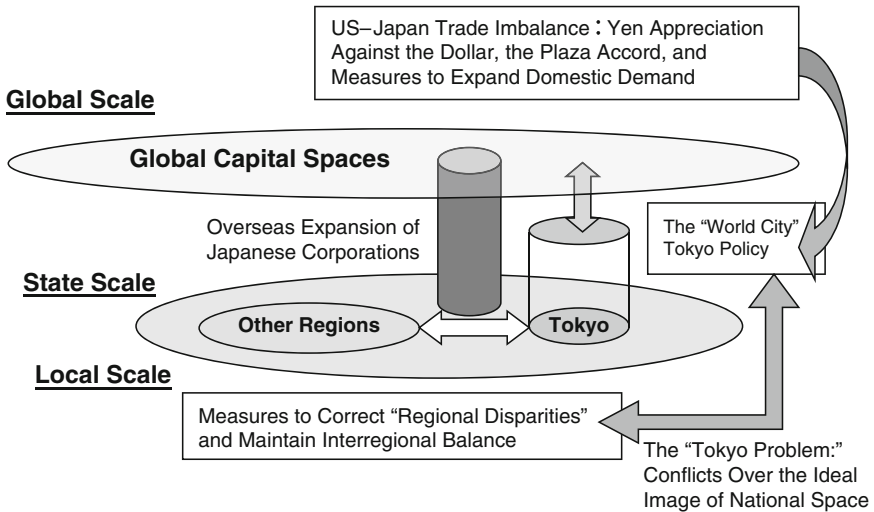 US–Japan Trade Imbalance：Yen Appreciation
Against the Dollar, the Plaza Accord, and
Measures to Expand Domestic Demand
Global Scale
Global Capital Spaces
Overseas Expansion of
Japanese Corporations
The “World City”
Tokyo Policy
State Scale
Other Regions
Tokyo
Local Scale
Measures to Correct “Regional Disparities”
and Maintain Interregional Balance
The “Tokyo Problem:”
Conflicts Over the Ideal
Image of National Space